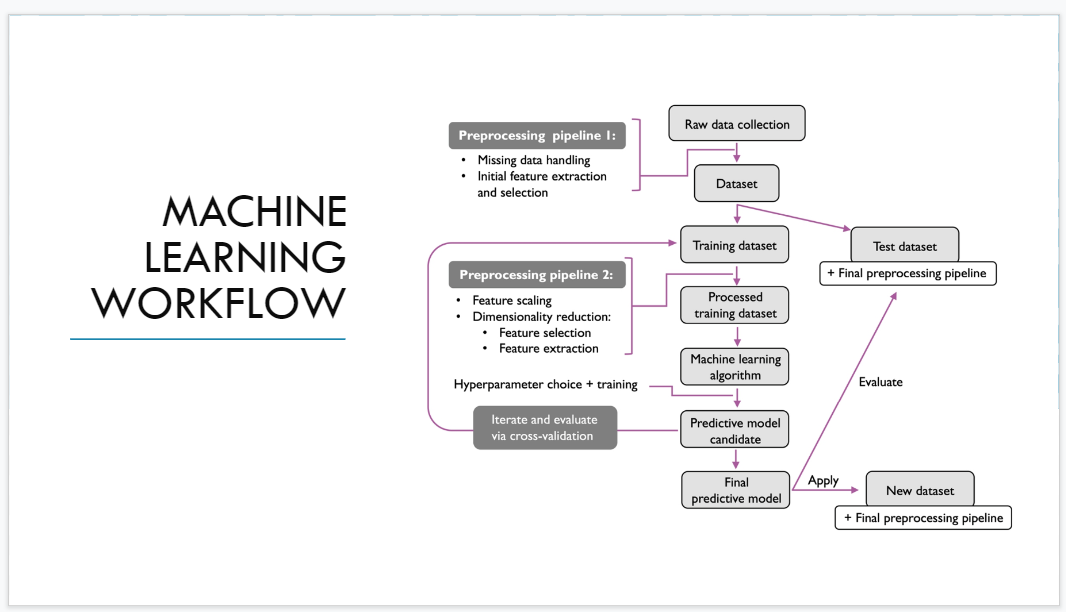 MACHINE
LEARNING
WORKFLOW
Raw data collection
Preprocessing pipeline 1:
• Missing data handling
• Initial feature extraction
and selection
Dataset
Training dataset
Test dataset
+ Final preprocessing pipeline
Preprocessing pipeline 2:
• Feature scaling
• Dimensionality reduction:
• Feature selection
• Feature extraction
Processed
training dataset
Machine learning
algorithm
Hyperparameter choice + training
Evaluate
Iterate and evaluate
via cross-validation
Predictive model
candidate
Final
predictive model
Apply
New dataset
+ Final preprocessing pipeline